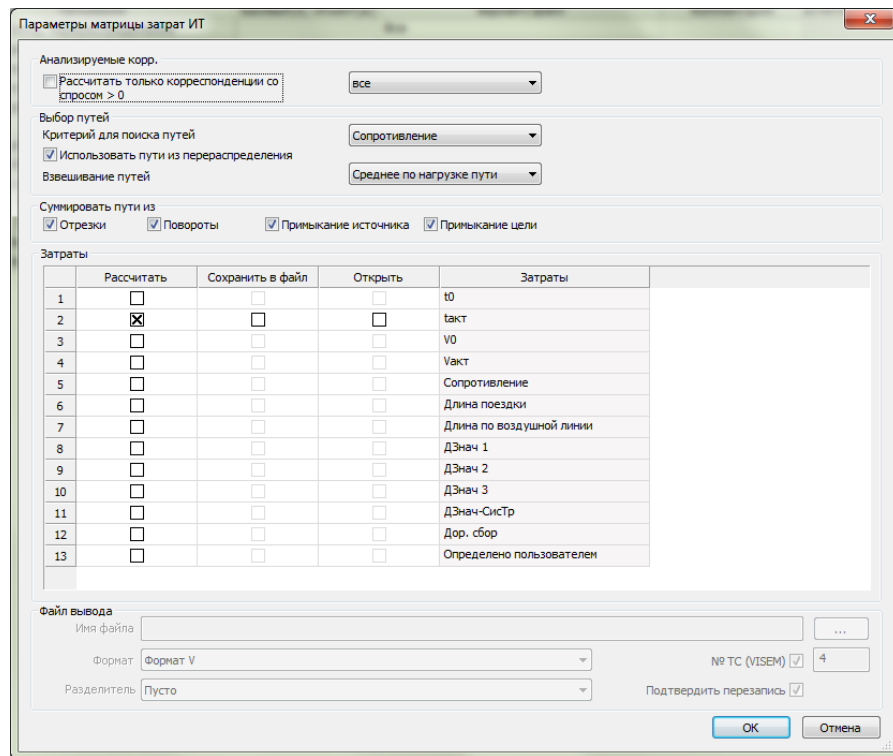 Параметры матрицы затрат ИТ
Анализируемые корр.
Рассчитать только корреспонденции со
спросом > 0
все
Выбор путей
Критерий для поиска путей
Сопротивление
Использовать пути из перераспределения
Взвешивание путей
Среднее по нагрузке пути
Суммировать пути из
Отрезки Повороты Примыкание источника Примыкание цели
Затраты
Рассчитать Сохранить в файл Открыть Затраты
1 t0
2 tакт
3 V0
4 Vакт
5 Сопротивление
6 Длина поездки
7 Длина по воздушной линии
8 ДЗнач 1
9 ДЗнач 2
10 ДЗнач 3
11 ДЗнач-СисТр
12 Дор. сбор
13 Определено пользователем
Файл вывода
Имя файла ...
Формат Формат V № ТС (VISEM) 4
Разделитель Пусто Подтвердить перезапись
ОК Отмена